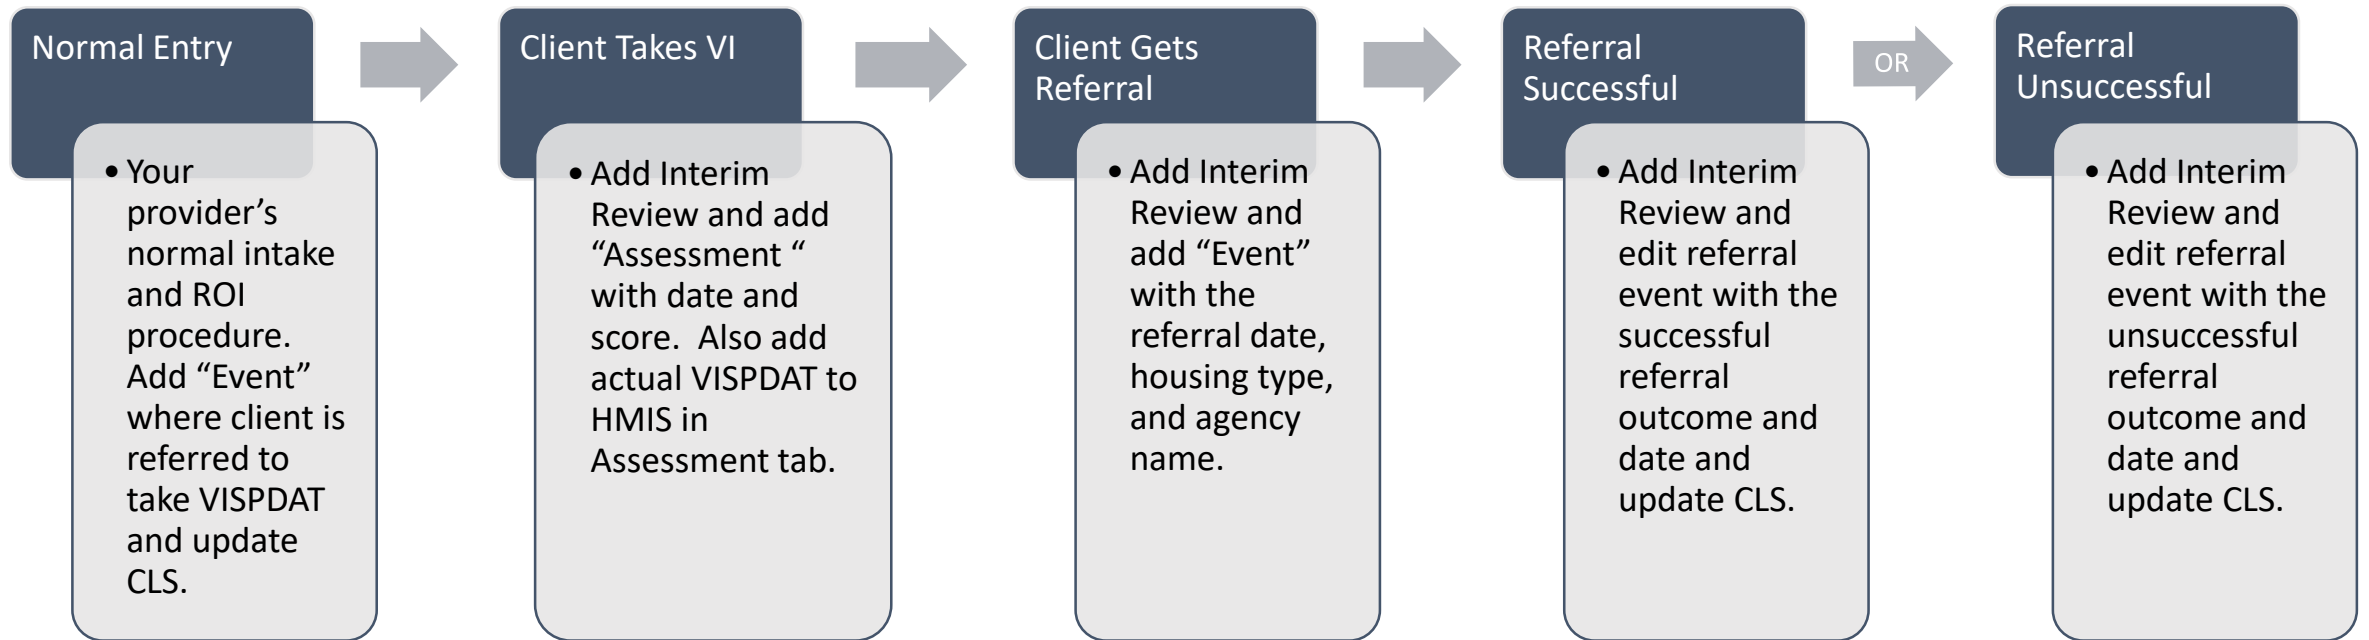 Normal Entry
• Your
provider’s
normal intake
and ROI
procedure.
Add “Event”
where client is
referred to
take VISPDAT
and update
CLS.
Client Takes VI
• Add Interim
Review and add
“Assessment “
with date and
score.  Also add
actual VISPDAT to
HMIS in
Assessment tab.
Client Gets
Referral
• Add Interim
Review and
add “Event”
with the
referral date,
housing type,
and agency
name.
Referral
Successful
• Add Interim
Review and
edit referral
event with the
successful
referral
outcome and
date and
update CLS.
OR
Referral
Unsuccessful
• Add Interim
Review and
edit referral
event with the
unsuccessful
referral
outcome and
date and
update CLS.